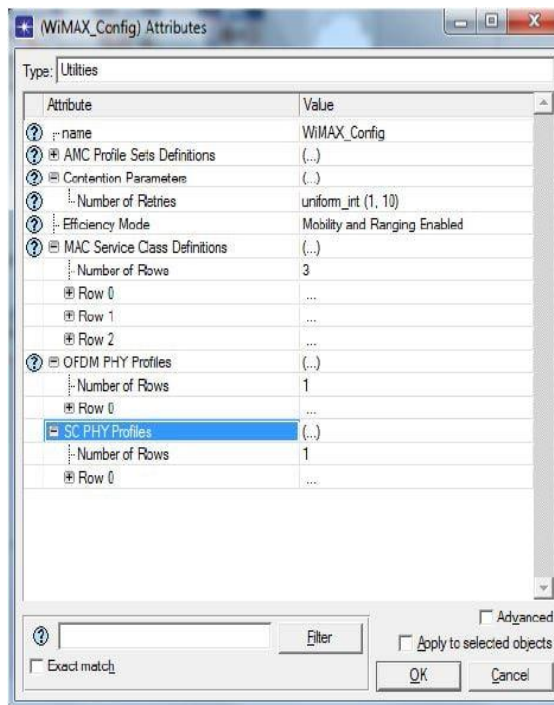 (WiMAX_Config) Attributes
Type: Utilties
Attribute Value
name WiMAX_Config
AMC Profile Sets Definitions (...)
Contention Parameters (...)
Number of Retries uniform_int (1, 10)
Efficiency Mode Mobility and Ranging Enabled
MAC Service Class Definitions (...)
Number of Rows 3
Row 0 ...
Row 1 ...
Row 2 ...
OFDM PHY Profiles (...)
Number of Rows 1
Row 0 ...
SC PHY Profiles (...)
Number of Rows 1
Row 0 ...
Advanced
Filter
Apply to selected objects
Exact match
OK
Cancel